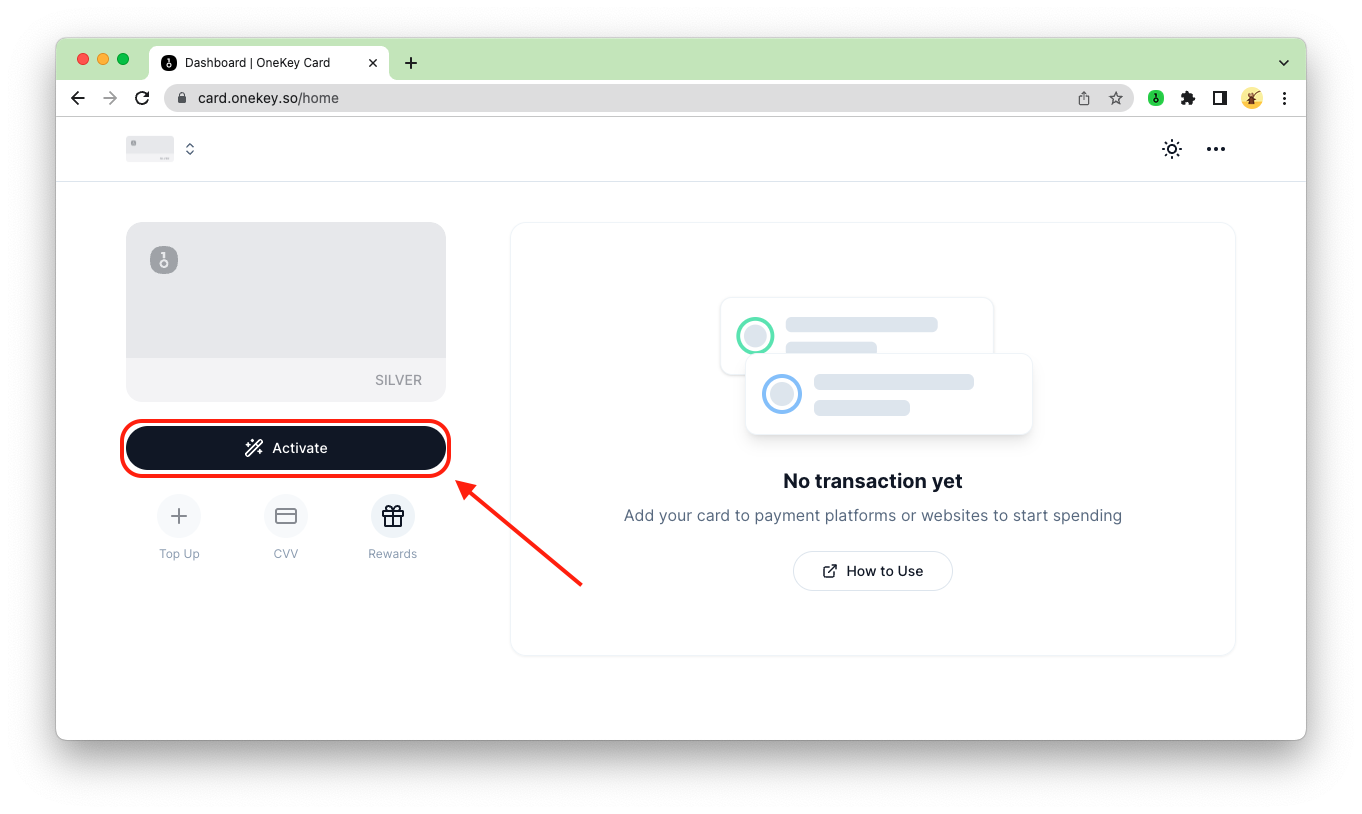 Dashboard | OneKey Card
card.onekey.so/home
SILVER
Activate
Top Up
CVV
Rewards
No transaction yet
Add your card to payment platforms or websites to start spending
How to Use